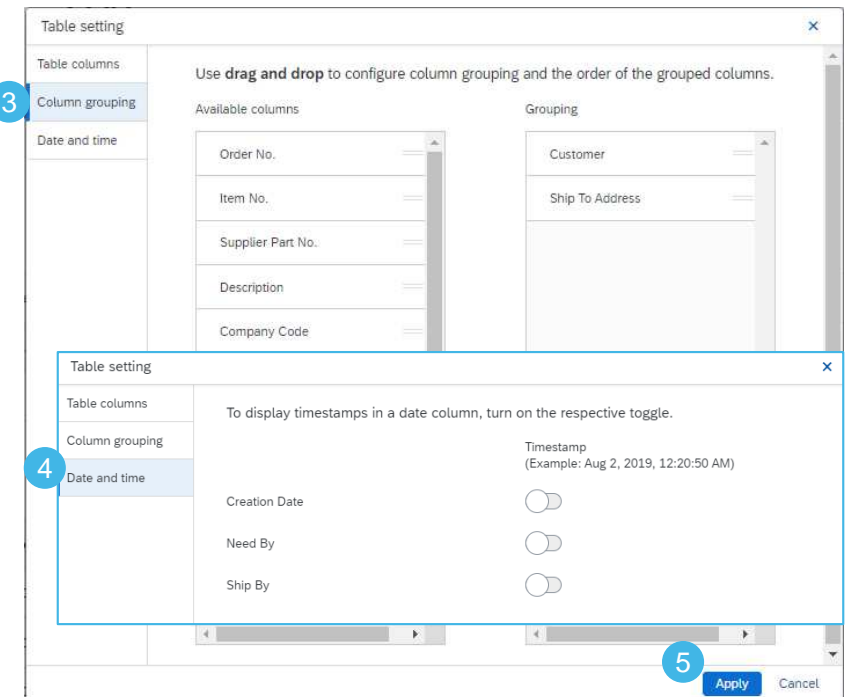 Table setting
Table columns
3
Column grouping
Date and time
Use drag and drop to configure column grouping and the order of the grouped columns.
Available columns
Grouping
Order No.
Item No.
Supplier Part No.
Description
Company Code
Customer
Ship To Address
Table setting
Table columns
Column grouping
4
Date and time
To display timestamps in a date column, turn on the respective toggle.
Timestamp
(Example: Aug 2, 2019, 12:20:50 AM)
Creation Date
Need By
Ship By
5
Apply
Cancel